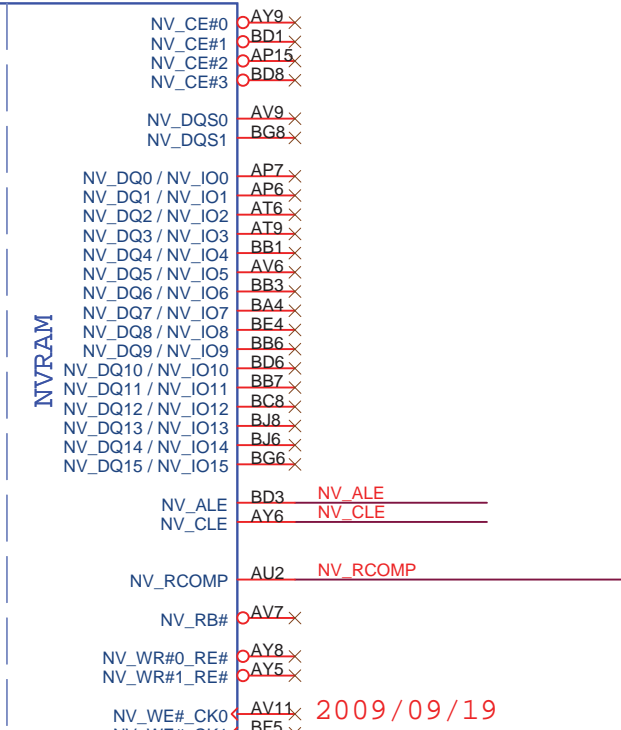 NV_CE#0 AY9
NV_CE#1 BD1
NV_CE#2 AP15
NV_CE#3 BD8
NV_DQS0 AV9
NV_DQS1 BG8
NV_DQ0 / NV_IO0 AP7
NV_DQ1 / NV_IO1 AP6
NV_DQ2 / NV_IO2 AT6
NV_DQ3 / NV_IO3 AT9
NV_DQ4 / NV_IO4 BB1
NV_DQ5 / NV_IO5 AV6
NV_DQ6 / NV_IO6 BB3
NV_DQ7 / NV_IO7 BA4
NV_DQ8 / NV_IO8 BE4
NV_DQ9 / NV_IO9 BB6
NV_DQ10 / NV_IO10 BD6
NV_DQ11 / NV_IO11 BB7
NV_DQ12 / NV_IO12 BC8
NV_DQ13 / NV_IO13 BJ8
NV_DQ14 / NV_IO14 BJ6
NV_DQ15 / NV_IO15 BG6
NVRAM
NV_ALE BD3 NV_ALE
NV_CLE AY6 NV_CLE
NV_RCOMP AU2 NV_RCOMP
NV_RB# AV7
NV_WR#0_RE# AY8
NV_WR#1_RE# AY5
NV_WE#_CK0 AV11 2009/09/19